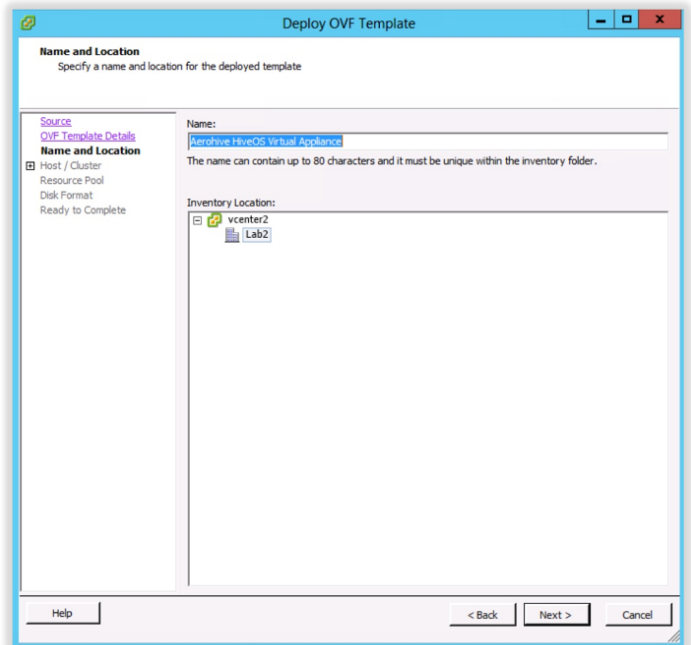 Deploy OVF Template
Name and Location
Specify a name and location for the deployed template
Source
OVF Template Details
Name and Location
Host / Cluster
Resource Pool
Disk Format
Ready to Complete
Name:
Aerohive HiveOS Virtual Appliance
The name can contain up to 80 characters and it must be unique within the inventory folder.
Inventory Location:
vcenter2
Lab2
Help
< Back
Next >
Cancel